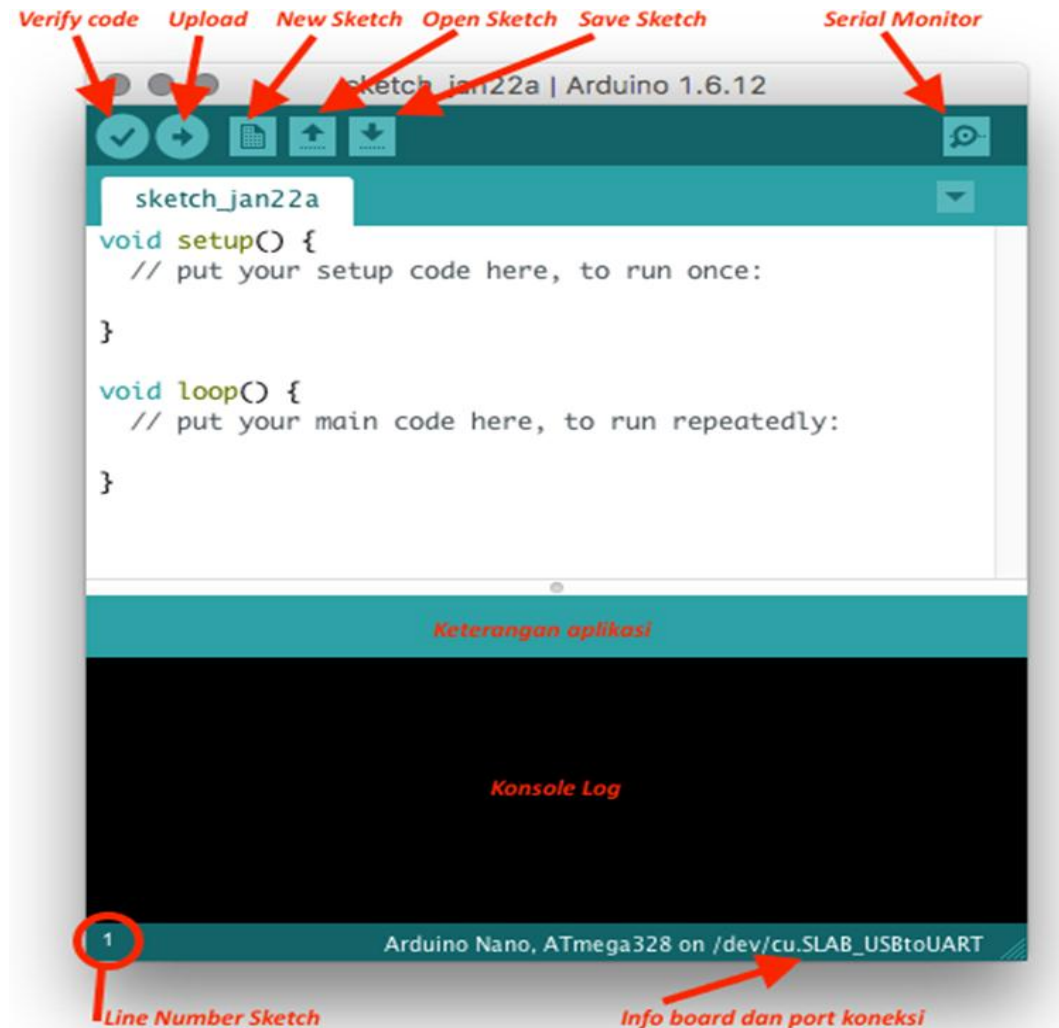 Verify code Upload New Sketch Open Sketch Save Sketch Serial Monitor
sketch_jan22a | Arduino 1.6.12
sketch_jan22a
void setup() {
// put your setup code here, to run once:
}
void loop() {
// put your main code here, to run repeatedly:
}
Keterangan aplikasi
Konsole Log
1
Arduino Nano, ATmega328 on /dev/cu.SLAB_USBtoUART
Line Number Sketch
Info board dan port koneksi